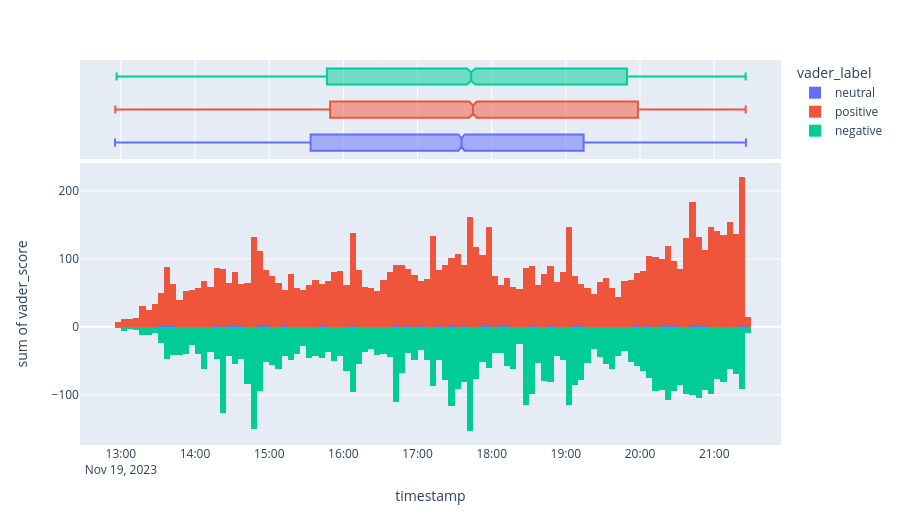 vader_label
neutral
positive
negative
200
100
0
−100
sum of vader_score
13:00 14:00 15:00 16:00 17:00 18:00 19:00 20:00 21:00
Nov 19, 2023
timestamp